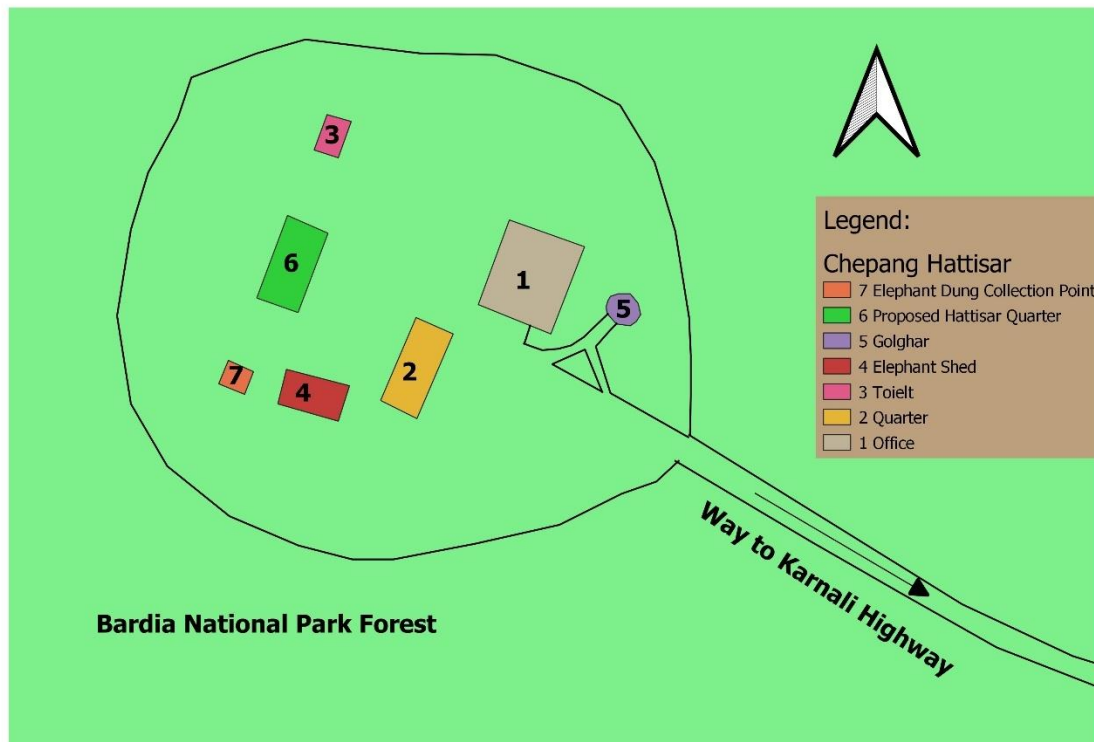 3
6
1
5
2
7
4
Legend:
Chepang Hattisar
7 Elephant Dung Collection Point
6 Proposed Hattisar Quarter
5 Golghar
4 Elephant Shed
3 Toielt
2 Quarter
1 Office
Way to Karnali Highway
Bardia National Park Forest